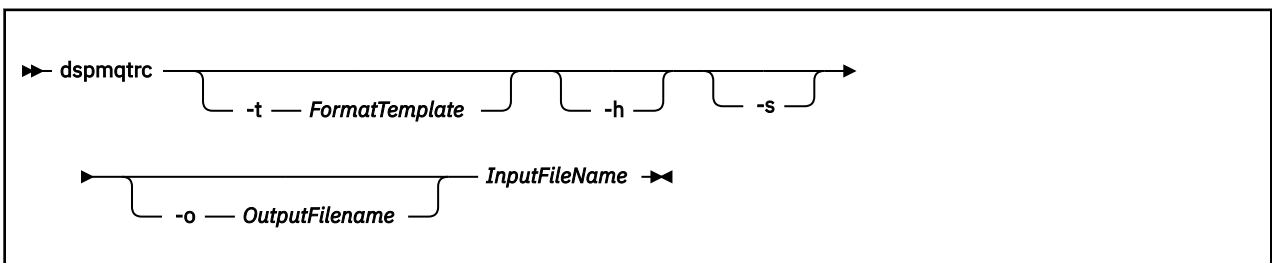 dspmqtrc
-t FormatTemplate -h -s
InputFileName
-o OutputFilename